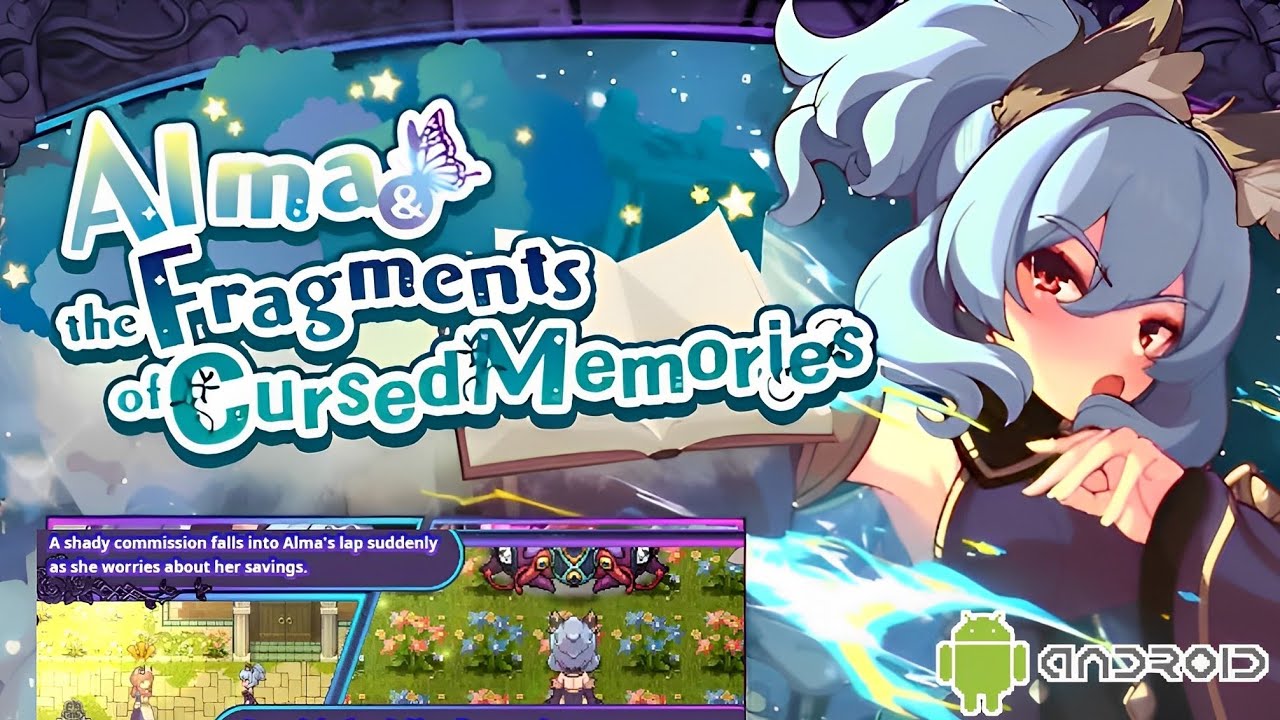 Alma &
the Fragments
of Cursed Memories
A shady commission falls into Alma's lap suddenly
as she worries about her savings.
ANDROID